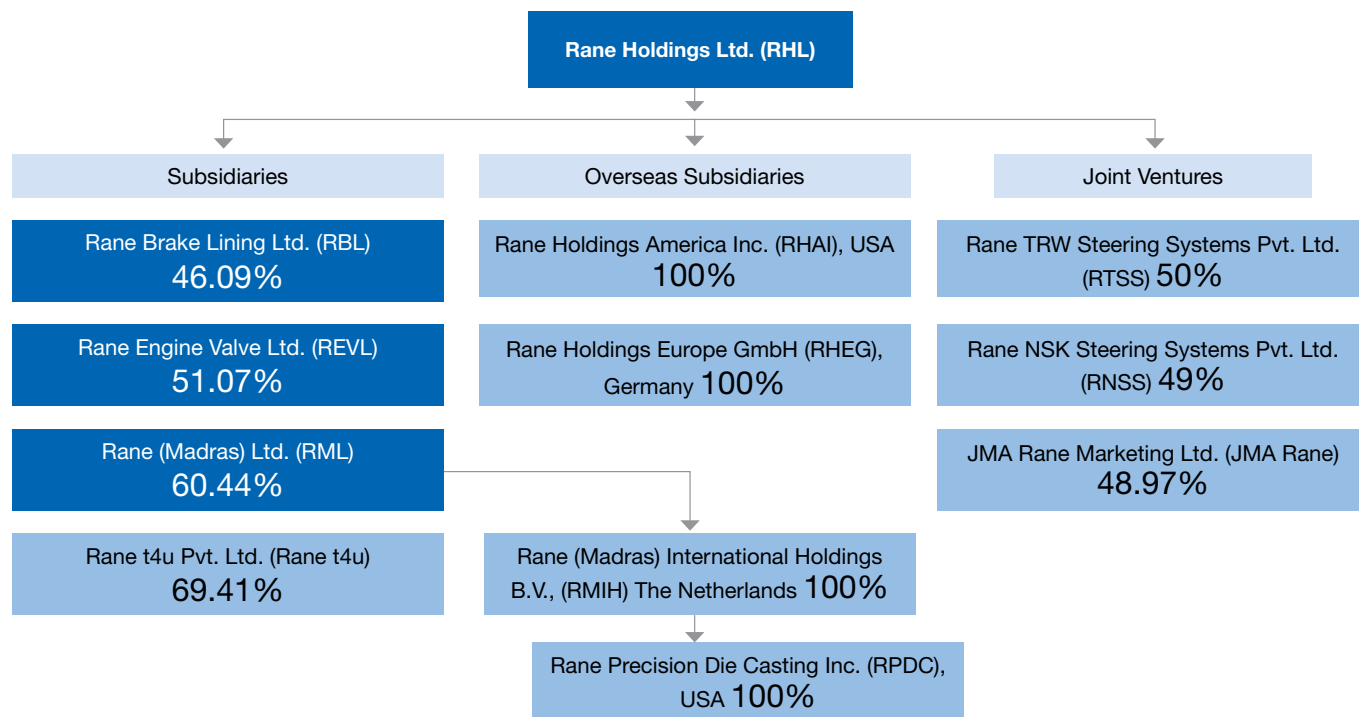 Rane Holdings Ltd. (RHL)
Subsidiaries
Overseas Subsidiaries
Joint Ventures
Rane Brake Lining Ltd. (RBL)
46.09%
Rane Holdings America Inc. (RHAI), USA
100%
Rane TRW Steering Systems Pvt. Ltd.
(RTSS) 50%
Rane Engine Valve Ltd. (REVL)
51.07%
Rane Holdings Europe GmbH (RHEG),
Germany 100%
Rane NSK Steering Systems Pvt. Ltd.
(RNSS) 49%
Rane (Madras) Ltd. (RML)
60.44%
JMA Rane Marketing Ltd. (JMA Rane)
48.97%
Rane t4u Pvt. Ltd. (Rane t4u)
69.41%
Rane (Madras) International Holdings
B.V., (RMIH) The Netherlands 100%
Rane Precision Die Casting Inc. (RPDC),
USA 100%